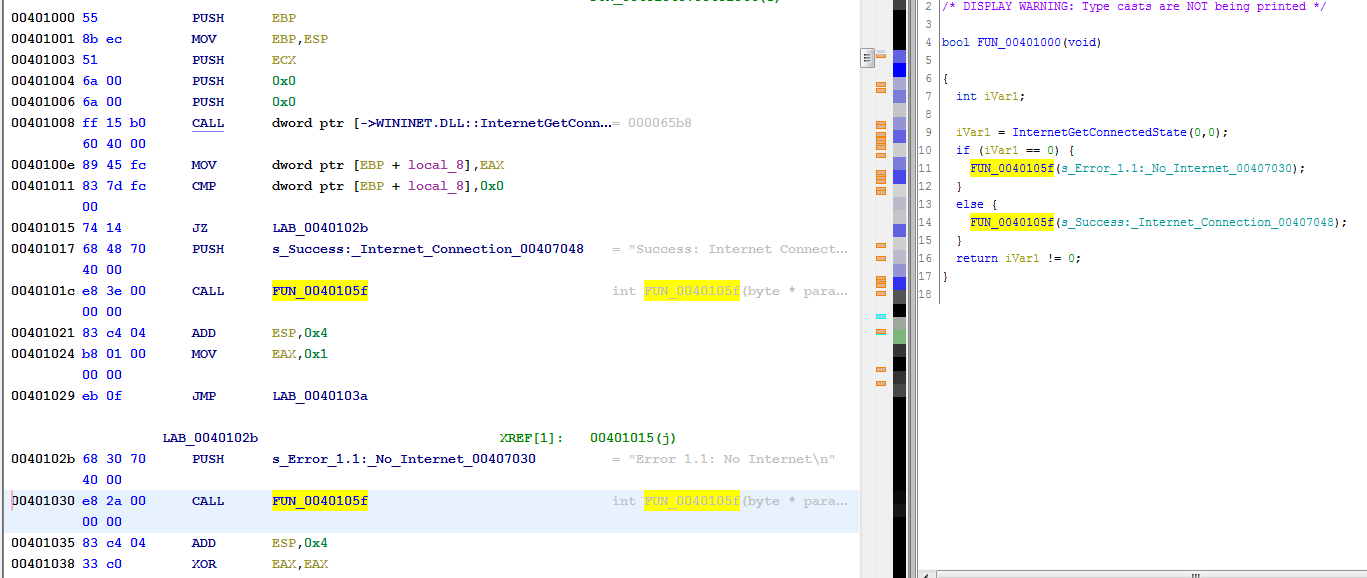 00401000 55 PUSH EBP
00401001 8b ec MOV EBP,ESP
00401003 51 PUSH ECX
00401004 6a 00 PUSH 0x0
00401006 6a 00 PUSH 0x0
00401008 ff 15 b0 CALL dword ptr [->WININET.DLL::InternetGetConn...= 000065b8
60 40 00
0040100e 89 45 fc MOV dword ptr [EBP + local_8],EAX
00401011 83 7d fc CMP dword ptr [EBP + local_8],0x0
00
00401015 74 14 JZ LAB_0040102b
00401017 68 48 70 PUSH s_Success:_Internet_Connection_00407048 = "Success: Internet Connect...
40 00
0040101c e8 3e 00 CALL FUN_0040105f int FUN_0040105f(byte * para...
00 00
00401021 83 c4 04 ADD ESP,0x4
00401024 b8 01 00 MOV EAX,0x1
00 00
00401029 eb 0f JMP LAB_0040103a
LAB_0040102b XREF[1]: 00401015(j)
0040102b 68 30 70 PUSH s_Error_1.1:_No_Internet_00407030 = "Error 1.1: No Internet\n"
40 00
00401030 e8 2a 00 CALL FUN_0040105f int FUN_0040105f(byte * para...
00 00
00401035 83 c4 04 ADD ESP,0x4
00401038 33 c0 XOR EAX,EAX
2 /* DISPLAY WARNING: Type casts are NOT being printed */
3
4 bool FUN_00401000(void)
5
6 {
7 int iVar1;
8
9 iVar1 = InternetGetConnectedState(0,0);
10 if (iVar1 == 0) {
11 FUN_0040105f(s_Error_1.1:_No_Internet_00407030);
12 }
13 else {
14 FUN_0040105f(s_Success:_Internet_Connection_00407048);
15 }
16 return iVar1 != 0;
17 }
18